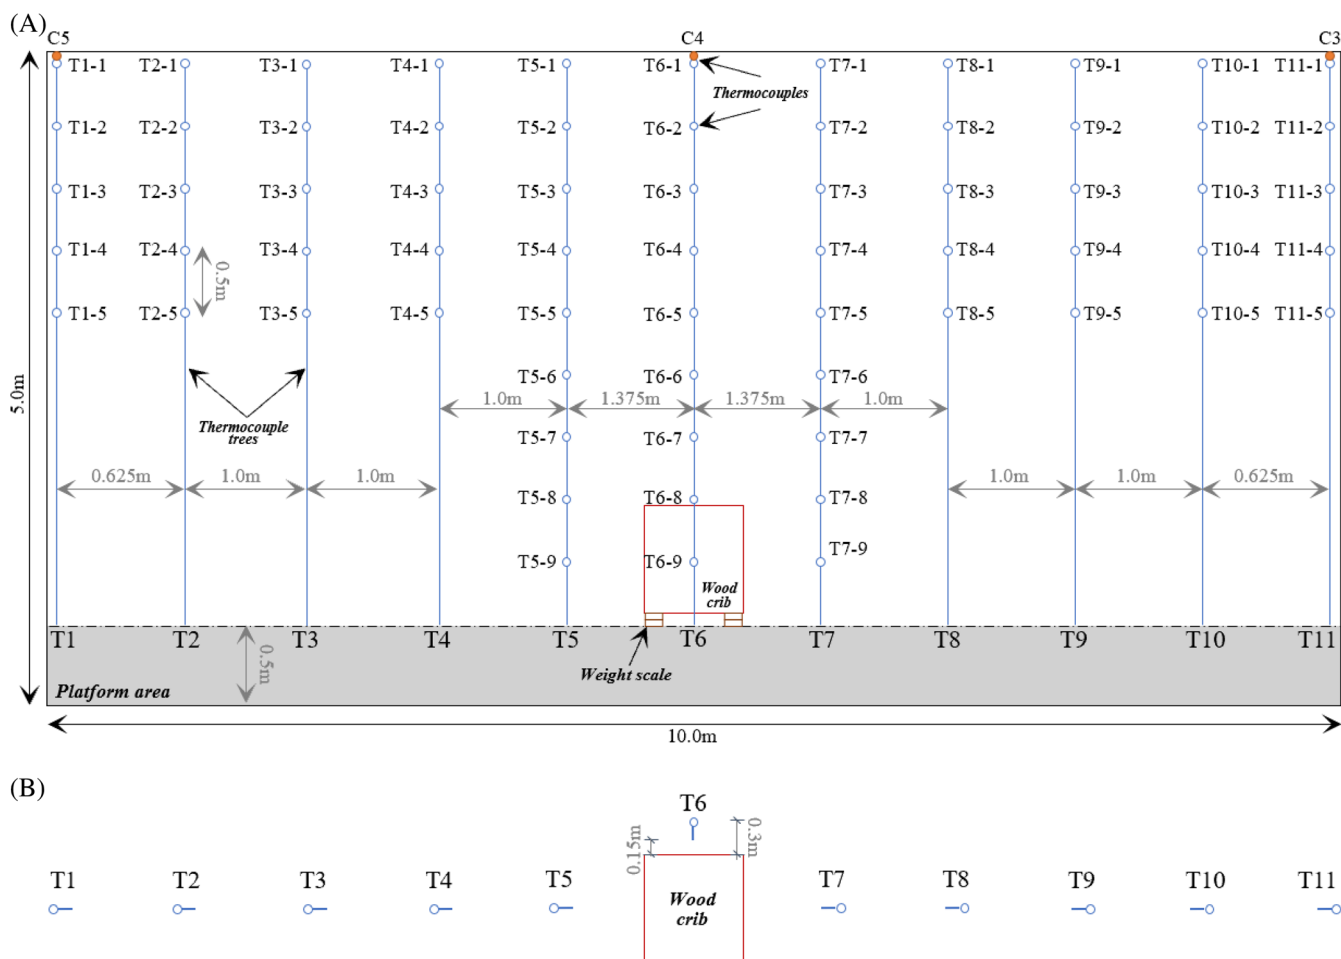 (A)
C5 C4 C3
T1-1 T2-1 T3-1 T4-1 T5-1 T6-1 T7-1 T8-1 T9-1 T10-1 T11-1
Thermocouples
T1-2 T2-2 T3-2 T4-2 T5-2 T6-2 T7-2 T8-2 T9-2 T10-2 T11-2
T1-3 T2-3 T3-3 T4-3 T5-3 T6-3 T7-3 T8-3 T9-3 T10-3 T11-3
T1-4 T2-4 T3-4 T4-4 T5-4 T6-4 T7-4 T8-4 T9-4 T10-4 T11-4
0.5m
T1-5 T2-5 T3-5 T4-5 T5-5 T6-5 T7-5 T8-5 T9-5 T10-5 T11-5
T5-6 T6-6 T7-6
5.0m
1.0m 1.375m 1.375m 1.0m
Thermocouple
trees
T5-7 T6-7 T7-7
0.625m 1.0m 1.0m 1.0m 1.0m 0.625m
T5-8 T6-8 T7-8
T5-9 T6-9 T7-9
Wood
crib
T1 T2 T3 T4 T5 T6 T7 T8 T9 T10 T11
0.5m
Weight scale
Platform area
10.0m
(B)
T6
0.15m 0.3m
T1 T2 T3 T4 T5 T7 T8 T9 T10 T11
Wood
crib